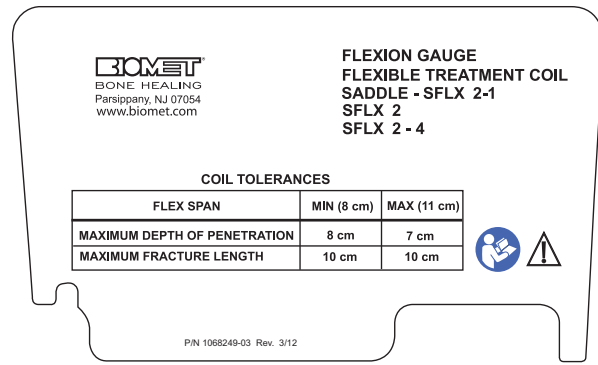 BIOMET®
BONE HEALING
Parsippany, NJ 07054
www.biomet.com
FLEXION GAUGE
FLEXIBLE TREATMENT COIL
SADDLE - SFLX 2-1
SFLX 2
SFLX 2 - 4
COIL TOLERANCES
FLEX SPAN MIN (8 cm) MAX (11 cm)
MAXIMUM DEPTH OF PENETRATION 8 cm 7 cm
MAXIMUM FRACTURE LENGTH 10 cm 10 cm
P/N 1068249-03 Rev. 3/12